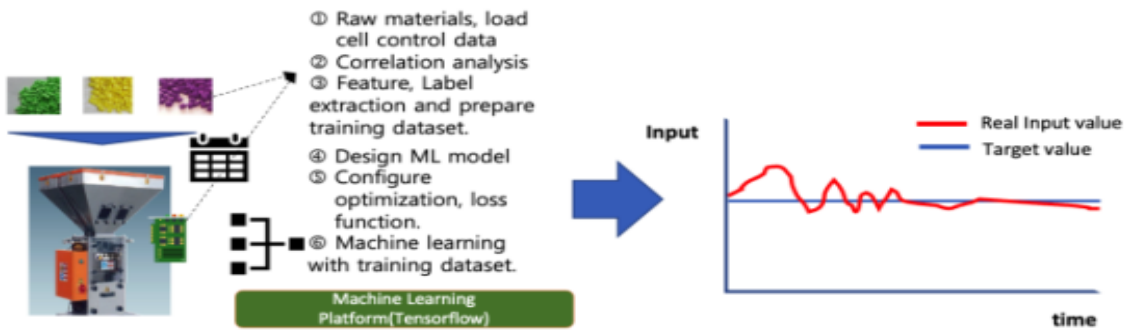 ① Raw materials, load
cell control data
② Correlation analysis
③ Feature, Label
extraction and prepare
training dataset.
④ Design ML model
⑤ Configure
optimization, loss
function.
⑥ Machine learning
with training dataset.
Machine Learning
Platform(Tensorflow)
Input
Real Input value
Target value
time